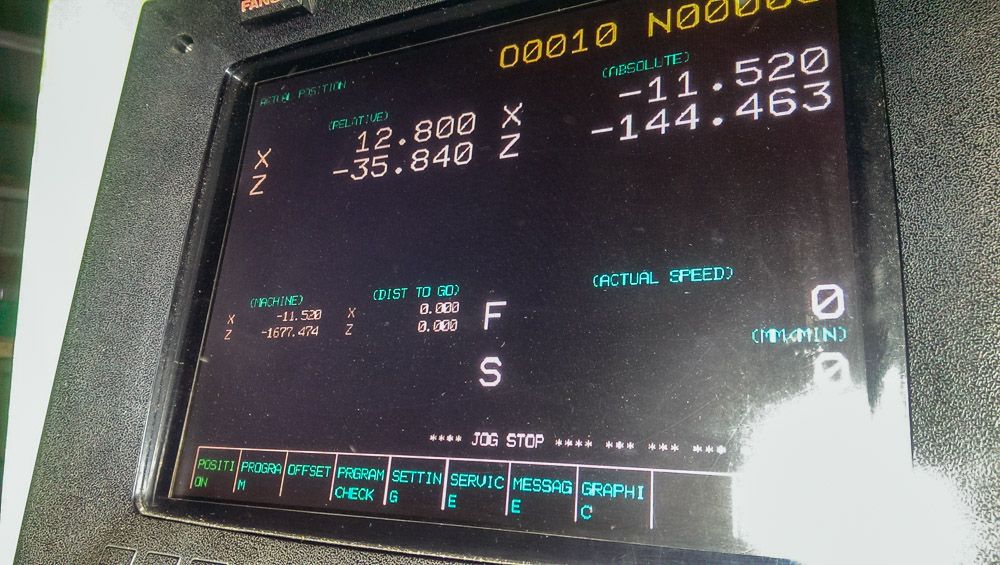 FANUC
O0010 N0000
ACTUAL POSITION
(RELATIVE) (ABSOLUTE)
X 12.800 X -11.520
Z -35.840 Z -144.463
(MACHINE) (DIST TO GO) (ACTUAL SPEED)
X -11.520 X 0.000 F 0
Z -1677.474 Z 0.000 (MM/MIN)
S 0
**** JOG STOP **** *** *** ***
POSITI PROGRA OFFSET PRGRAM SETTIN SERVIC MESSAG GRAPHI
ON M CHECK G E E C